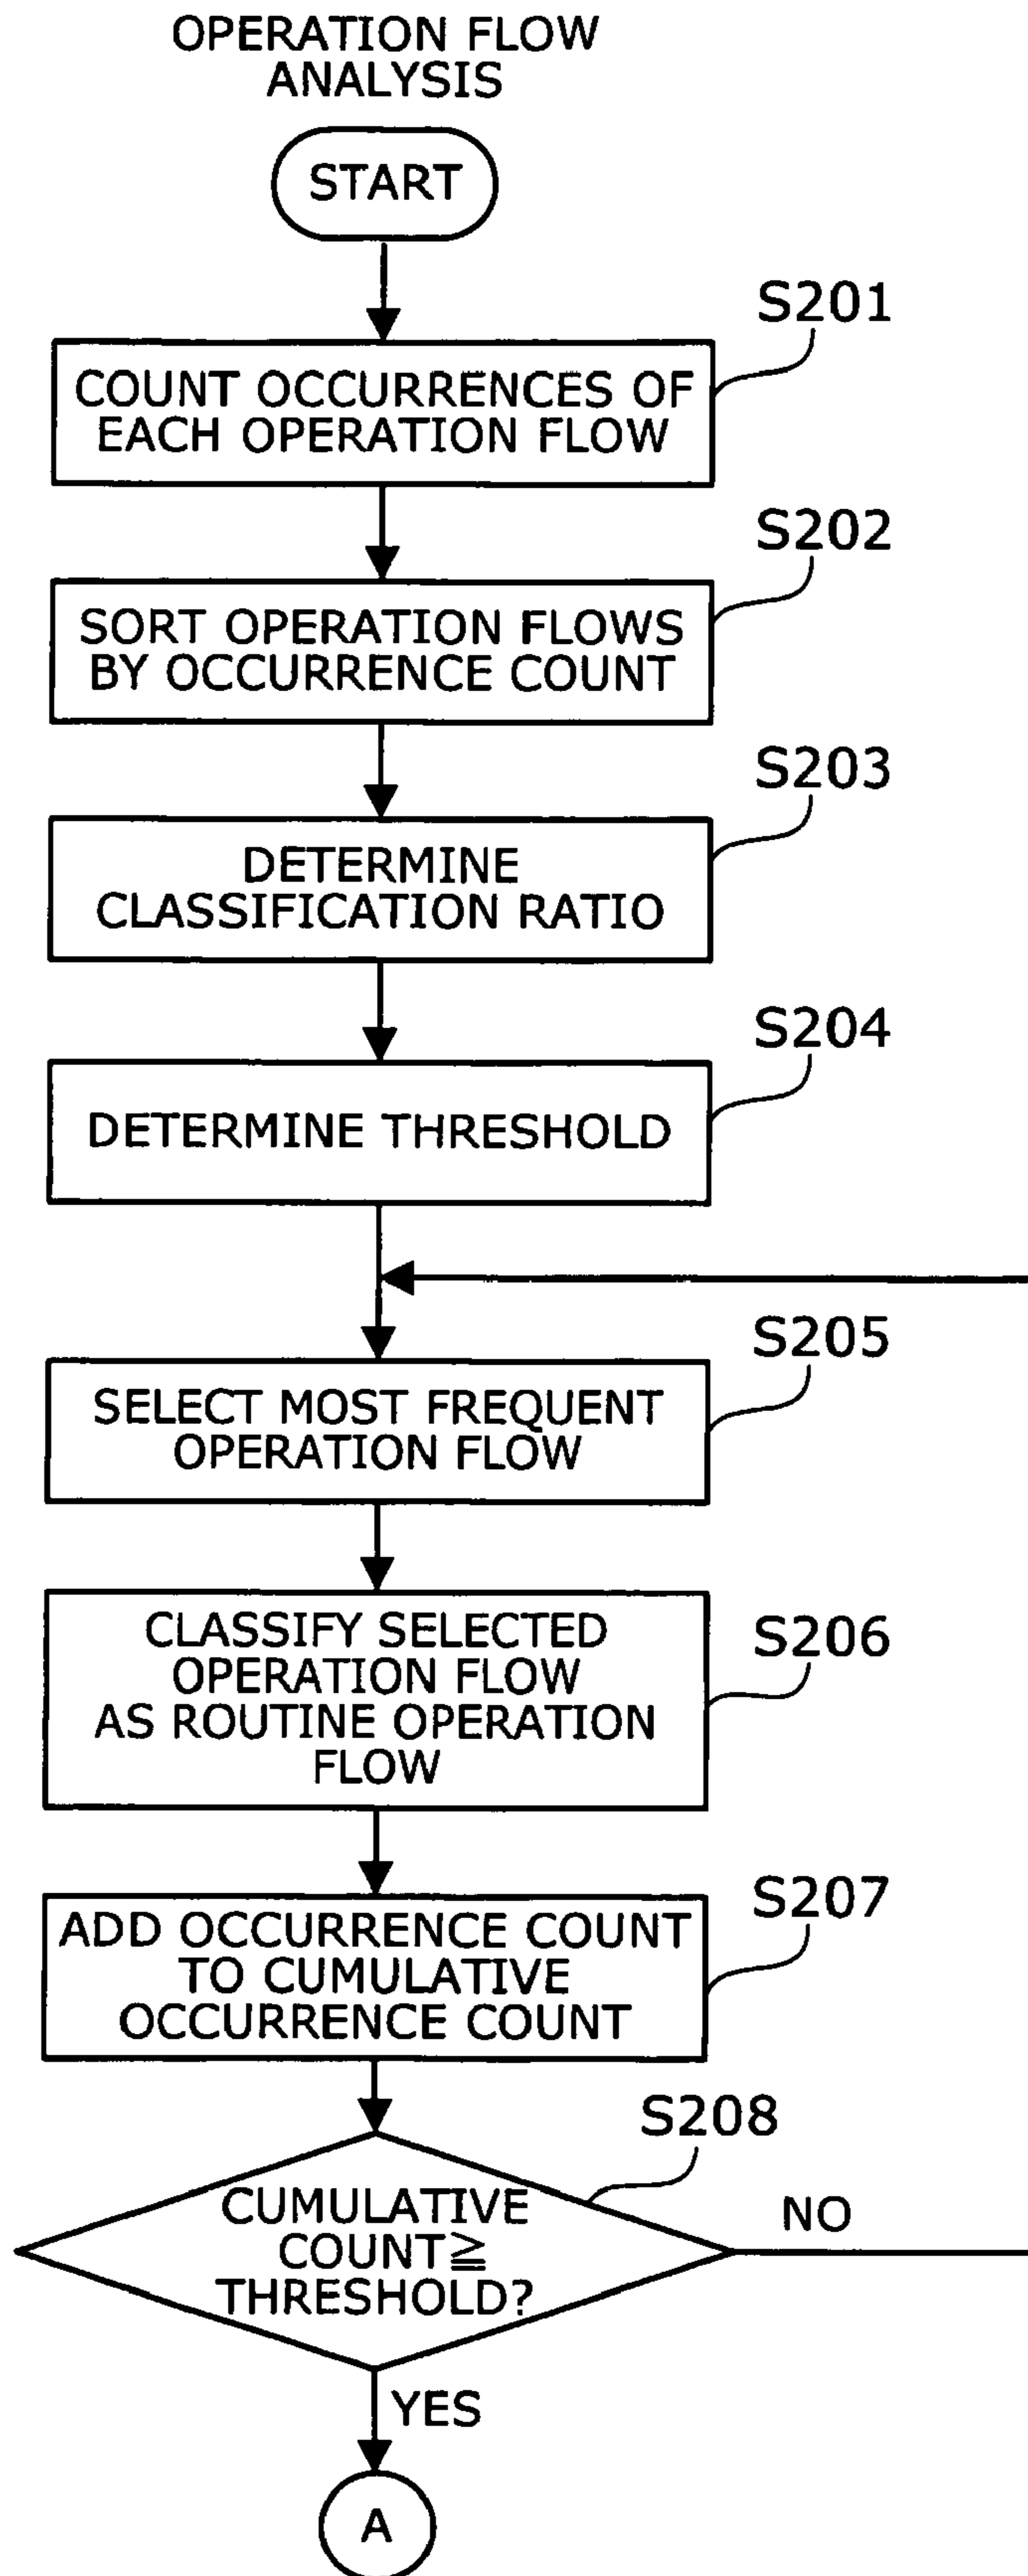 OPERATION FLOW
ANALYSIS
START
S201
COUNT OCCURRENCES OF
EACH OPERATION FLOW
S202
SORT OPERATION FLOWS
BY OCCURRENCE COUNT
S203
DETERMINE
CLASSIFICATION RATIO
S204
DETERMINE THRESHOLD
S205
SELECT MOST FREQUENT
OPERATION FLOW
S206
CLASSIFY SELECTED
OPERATION FLOW
AS ROUTINE OPERATION
FLOW
S207
ADD OCCURRENCE COUNT
TO CUMULATIVE
OCCURRENCE COUNT
S208
CUMULATIVE
COUNT≧
THRESHOLD?
NO
YES
A